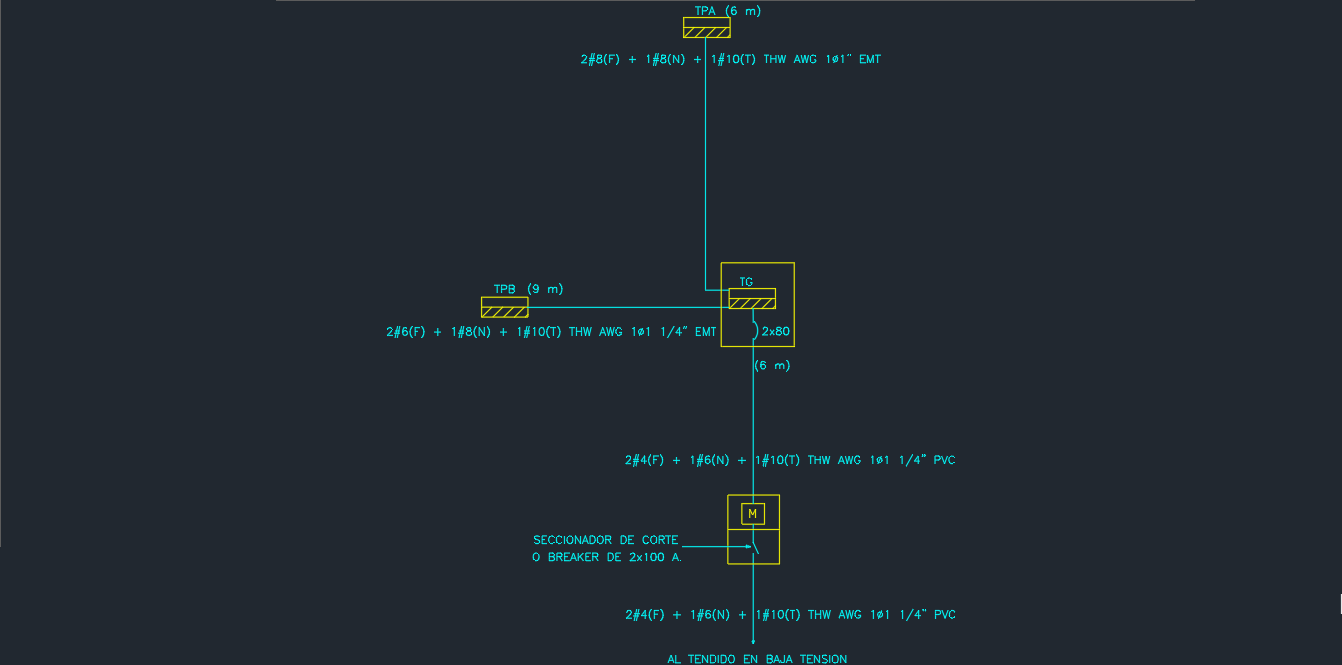 TPA (6 m)
2#8(F) + 1#8(N) + 1#10(T) THW AWG 1ø1" EMT
TG
TPB (9 m)
2#6(F) + 1#8(N) + 1#10(T) THW AWG 1ø1 1/4" EMT
2x80
(6 m)
2#4(F) + 1#6(N) + 1#10(T) THW AWG 1ø1 1/4" PVC
M
SECCIONADOR DE CORTE
O BREAKER DE 2x100 A.
2#4(F) + 1#6(N) + 1#10(T) THW AWG 1ø1 1/4" PVC
AL TENDIDO EN BAJA TENSION